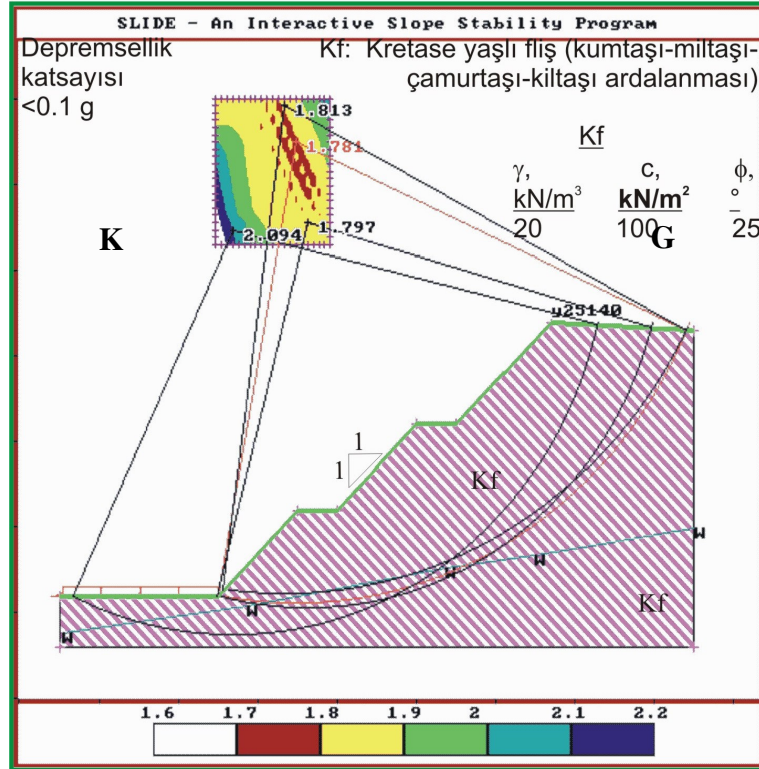 SLIDE - An Interactive Slope Stability Program
Depremsellik
katsayısı
<0.1 g
Kf: Kretase yaşlı fliş (kumtaşı-miltaşı-
çamurtaşı-kiltaşı ardalanması)
Kf
γ, c, ϕ,
kN/m³ kN/m² °
20 100 25
1.813
1.781
1.797
2.094
K
G
y25140
1
1
Kf
Kf
W
W
W
W
W
1.6 1.7 1.8 1.9 2 2.1 2.2